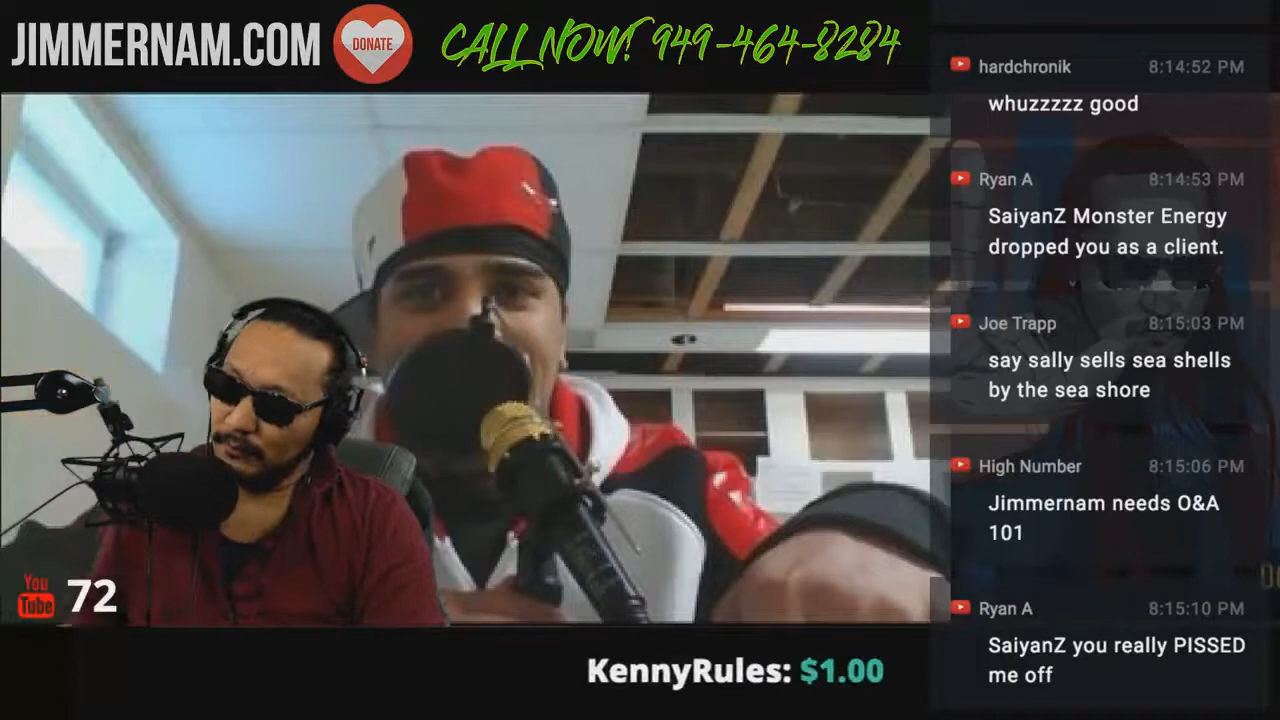 JIMMERNAM.COM
DONATE
CALL NOW! 949-464-8284
hardchronik 8:14:52 PM
whuzzzzz good
Ryan A 8:14:53 PM
SaiyanZ Monster Energy
dropped you as a client.
Joe Trapp 8:15:03 PM
say sally sells sea shells
by the sea shore
High Number 8:15:06 PM
Jimmernam needs O&A
101
Ryan A 8:15:10 PM
SaiyanZ you really PISSED
me off
You
Tube 72
KennyRules: $1.00